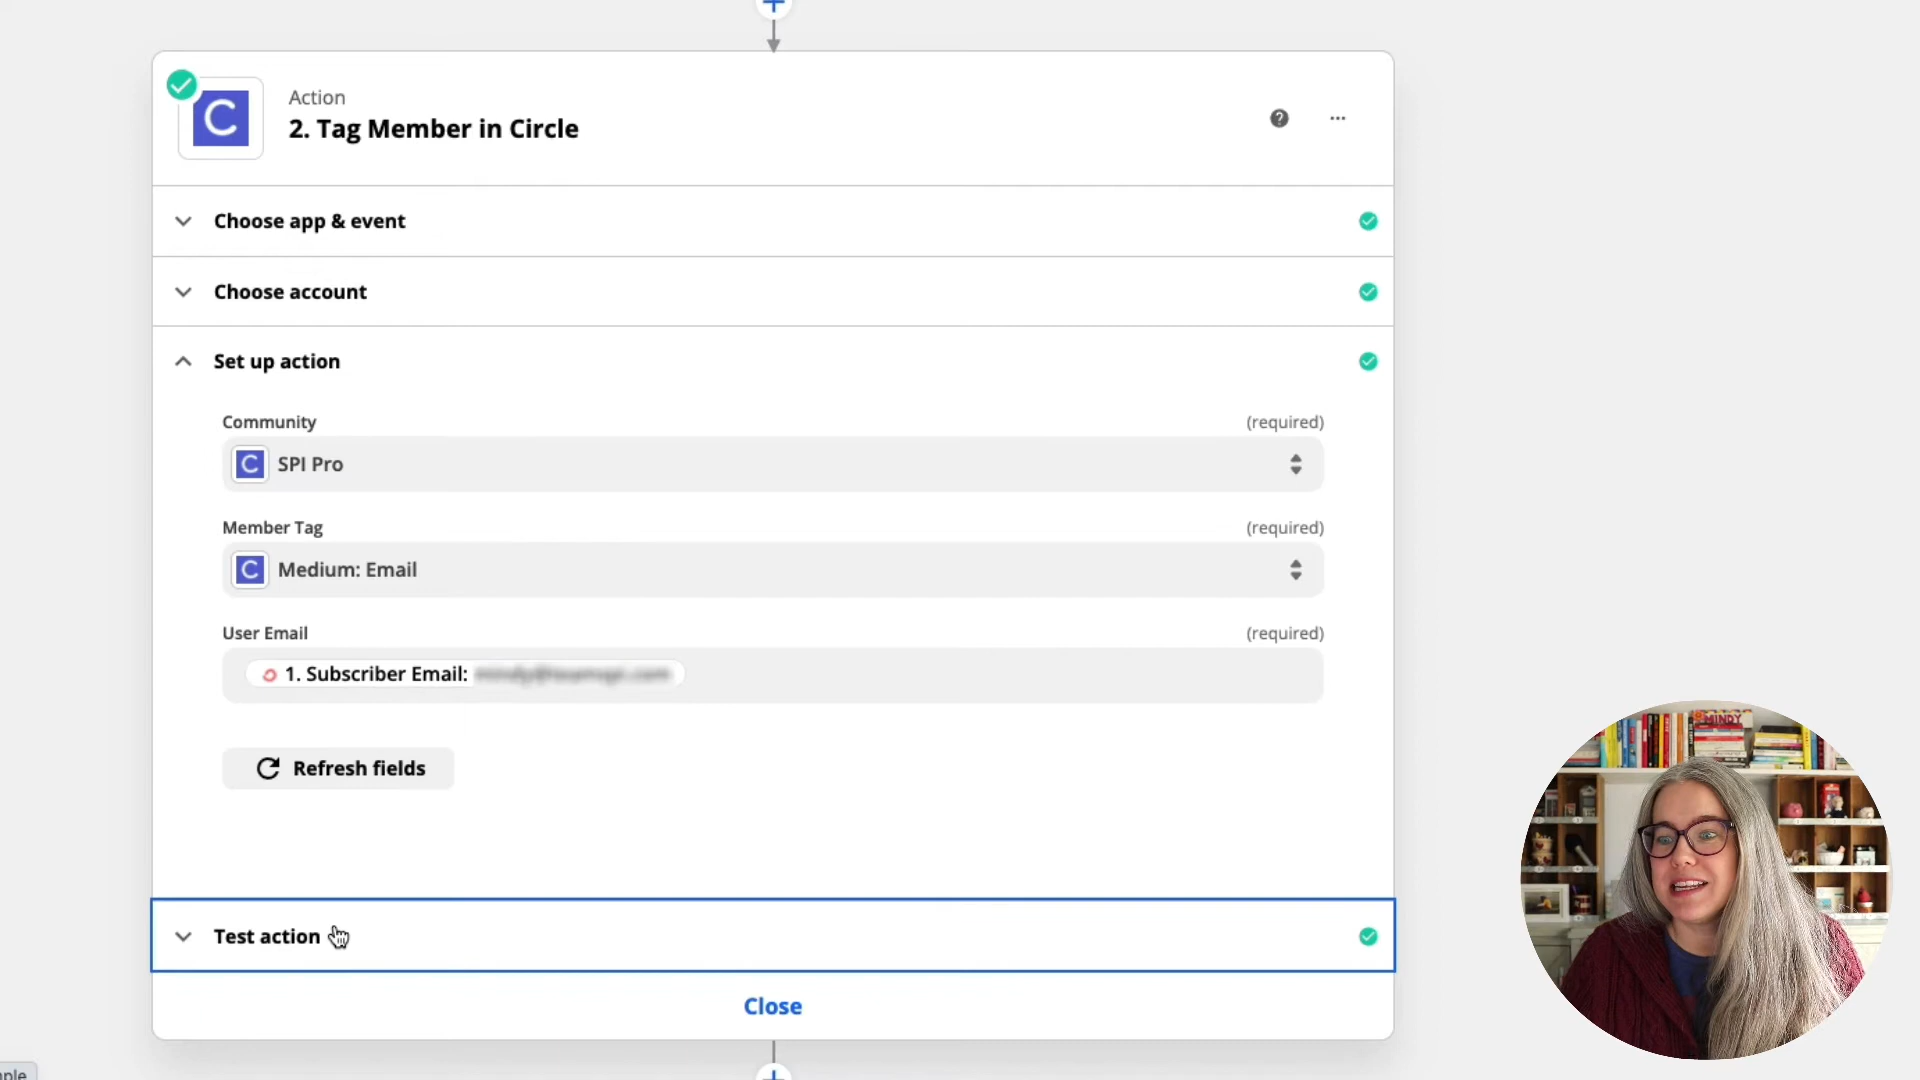 Action
2. Tag Member in Circle
Choose app & event
Choose account
Set up action
Community (required)
C SPI Pro
Member Tag (required)
C Medium: Email
User Email (required)
1. Subscriber Email:
Refresh fields
Test action
Close
MINDY